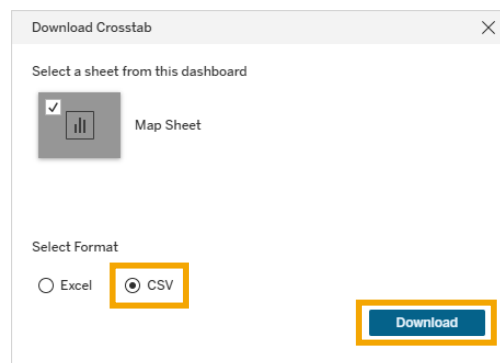 Download Crosstab
Select a sheet from this dashboard
Map Sheet
Select Format
Excel CSV
Download